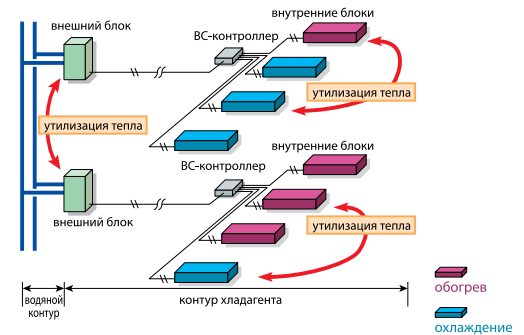 внешний блок
внутренние блоки
BC-контроллер
утилизация тепла
утилизация тепла
внутренние блоки
BC-контроллер
внешний блок
утилизация тепла
водяной
контур
контур хладагента
обогрев
охлаждение